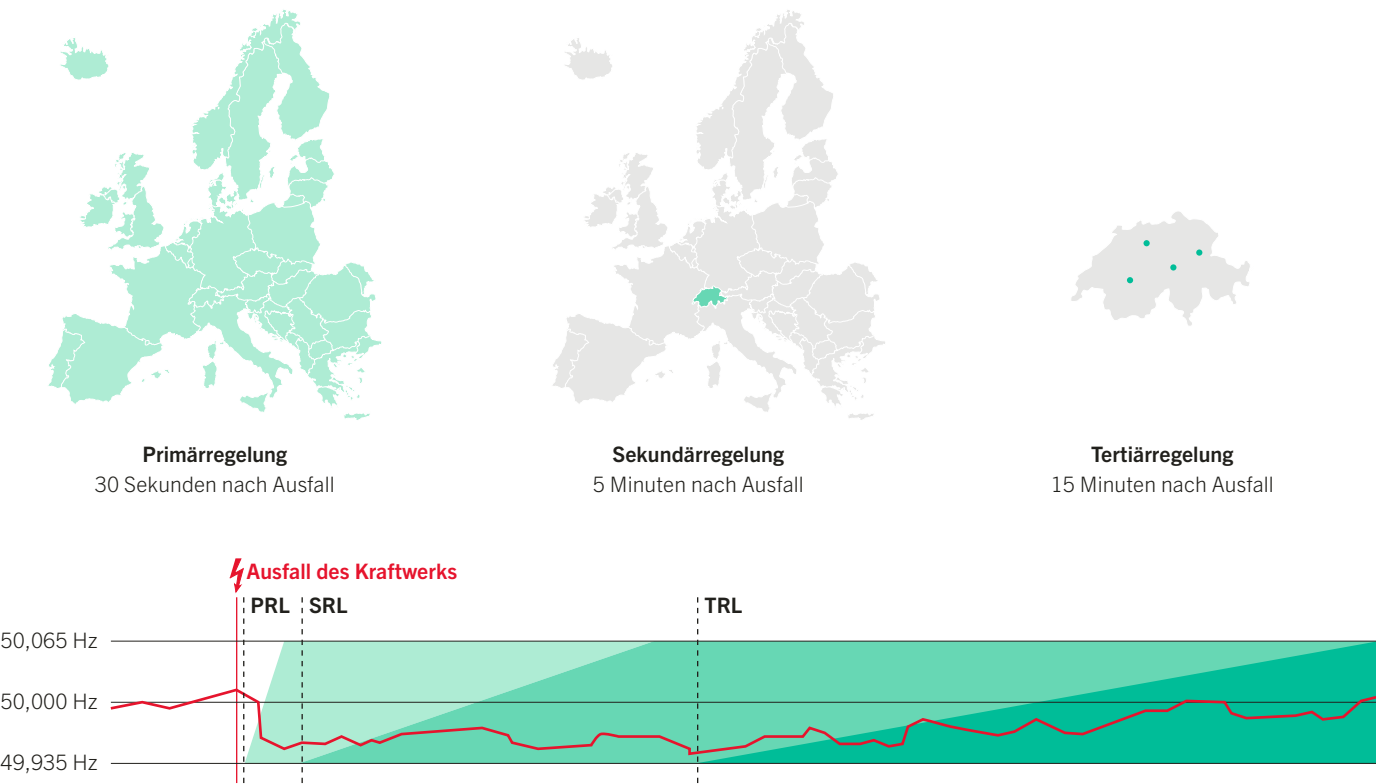 Primärregelung
30 Sekunden nach Ausfall
Sekundärregelung
5 Minuten nach Ausfall
Tertiärregelung
15 Minuten nach Ausfall
Ausfall des Kraftwerks
PRL
SRL
TRL
50,065 Hz
50,000 Hz
49,935 Hz